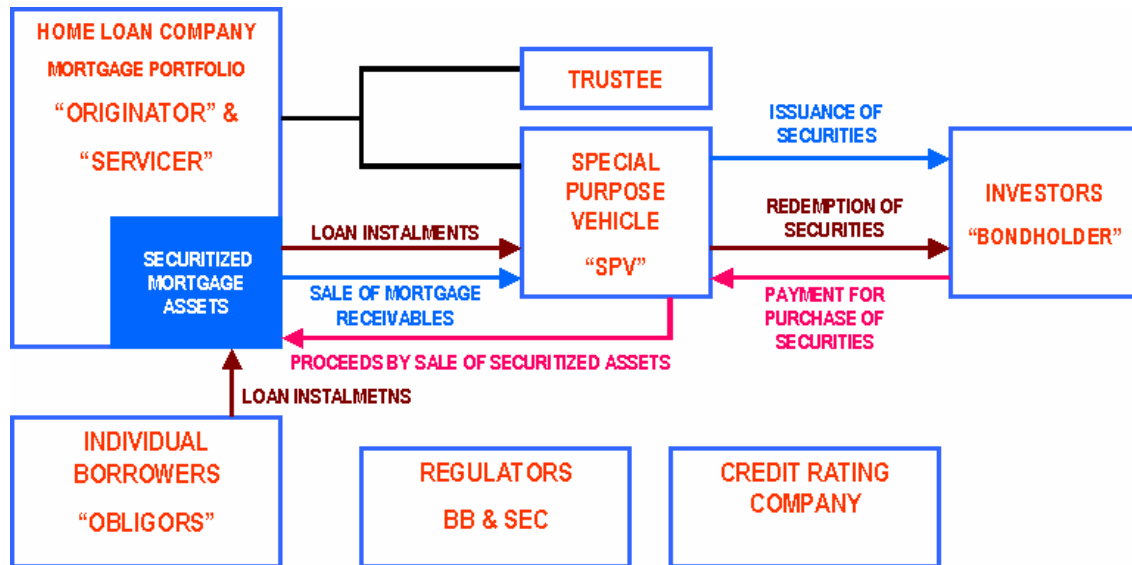 HOME LOAN COMPANY
MORTGAGE PORTFOLIO
“ORIGINATOR” &
“SERVICER”
SECURITIZED
MORTGAGE
ASSETS
TRUSTEE
SPECIAL
PURPOSE
VEHICLE
“SPV”
ISSUANCE OF
SECURITIES
REDEMPTION OF
SECURITIES
PAYMENT FOR
PURCHASE OF
SECURITIES
INVESTORS
“BONDHOLDER”
LOAN INSTALMENTS
SALE OF MORTGAGE
RECEIVABLES
PROCEEDS BY SALE OF SECURITIZED ASSETS
LOAN INSTALMETNS
INDIVIDUAL
BORROWERS
“OBLIGORS”
REGULATORS
BB & SEC
CREDIT RATING
COMPANY